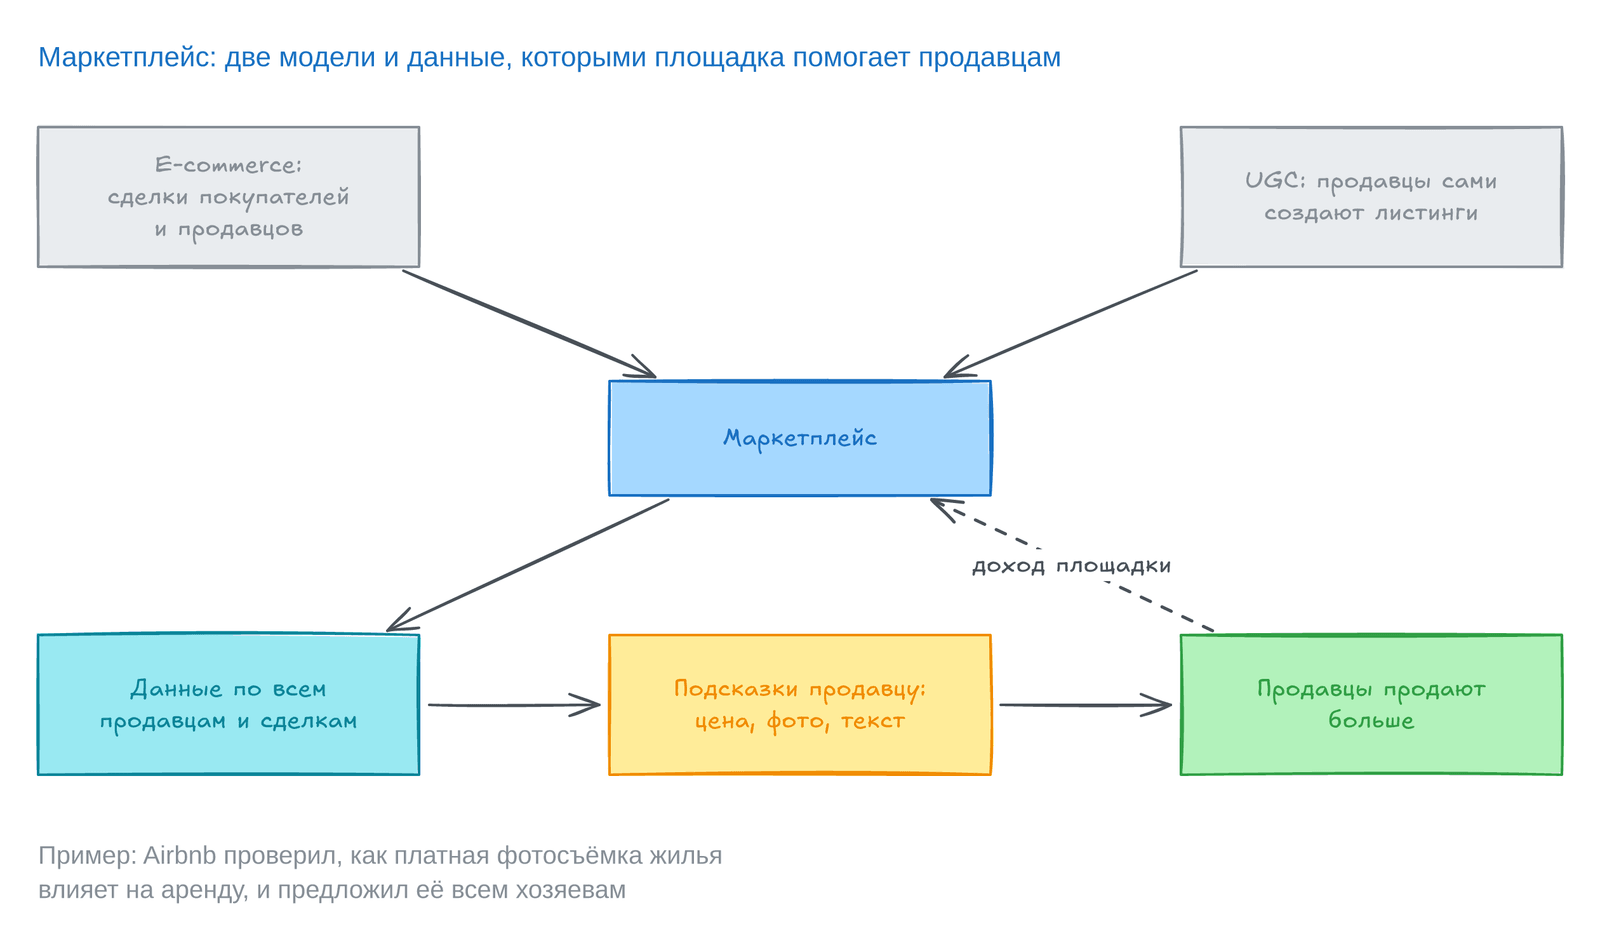 Маркетплейс: две модели и данные, которыми площадка помогает продавцам
E-commerce:
сделки покупателей
и продавцов
UGC: продавцы сами
создают листинги
Маркетплейс
доход площадки
Данные по всем
продавцам и сделкам
Подсказки продавцу:
цена, фото, текст
Продавцы продают
больше
Пример: Airbnb проверил, как платная фотосъёмка жилья
влияет на аренду, и предложил её всем хозяевам